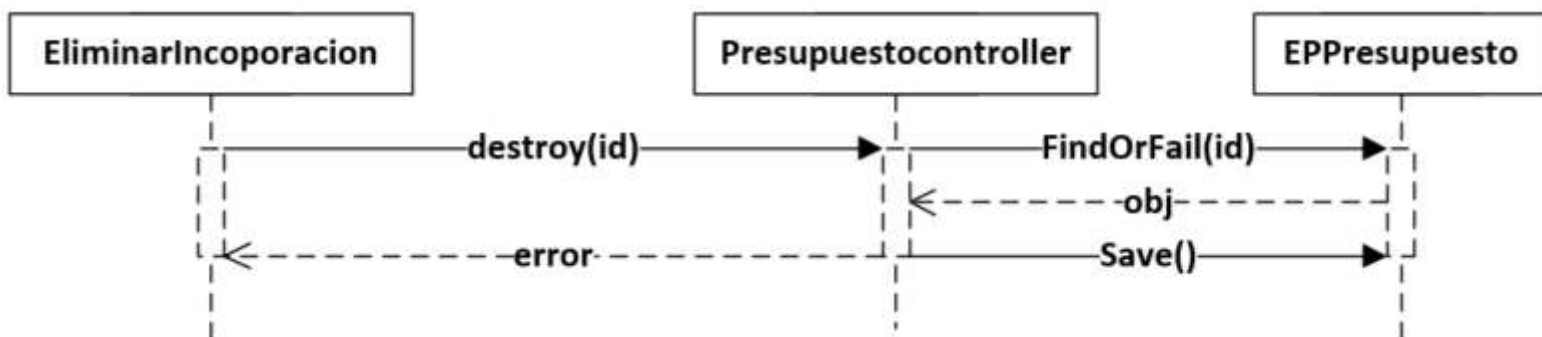 EliminarIncoporacion
Presupuestocontroller
EPPresupuesto
destroy(id)
FindOrFail(id)
obj
error
Save()